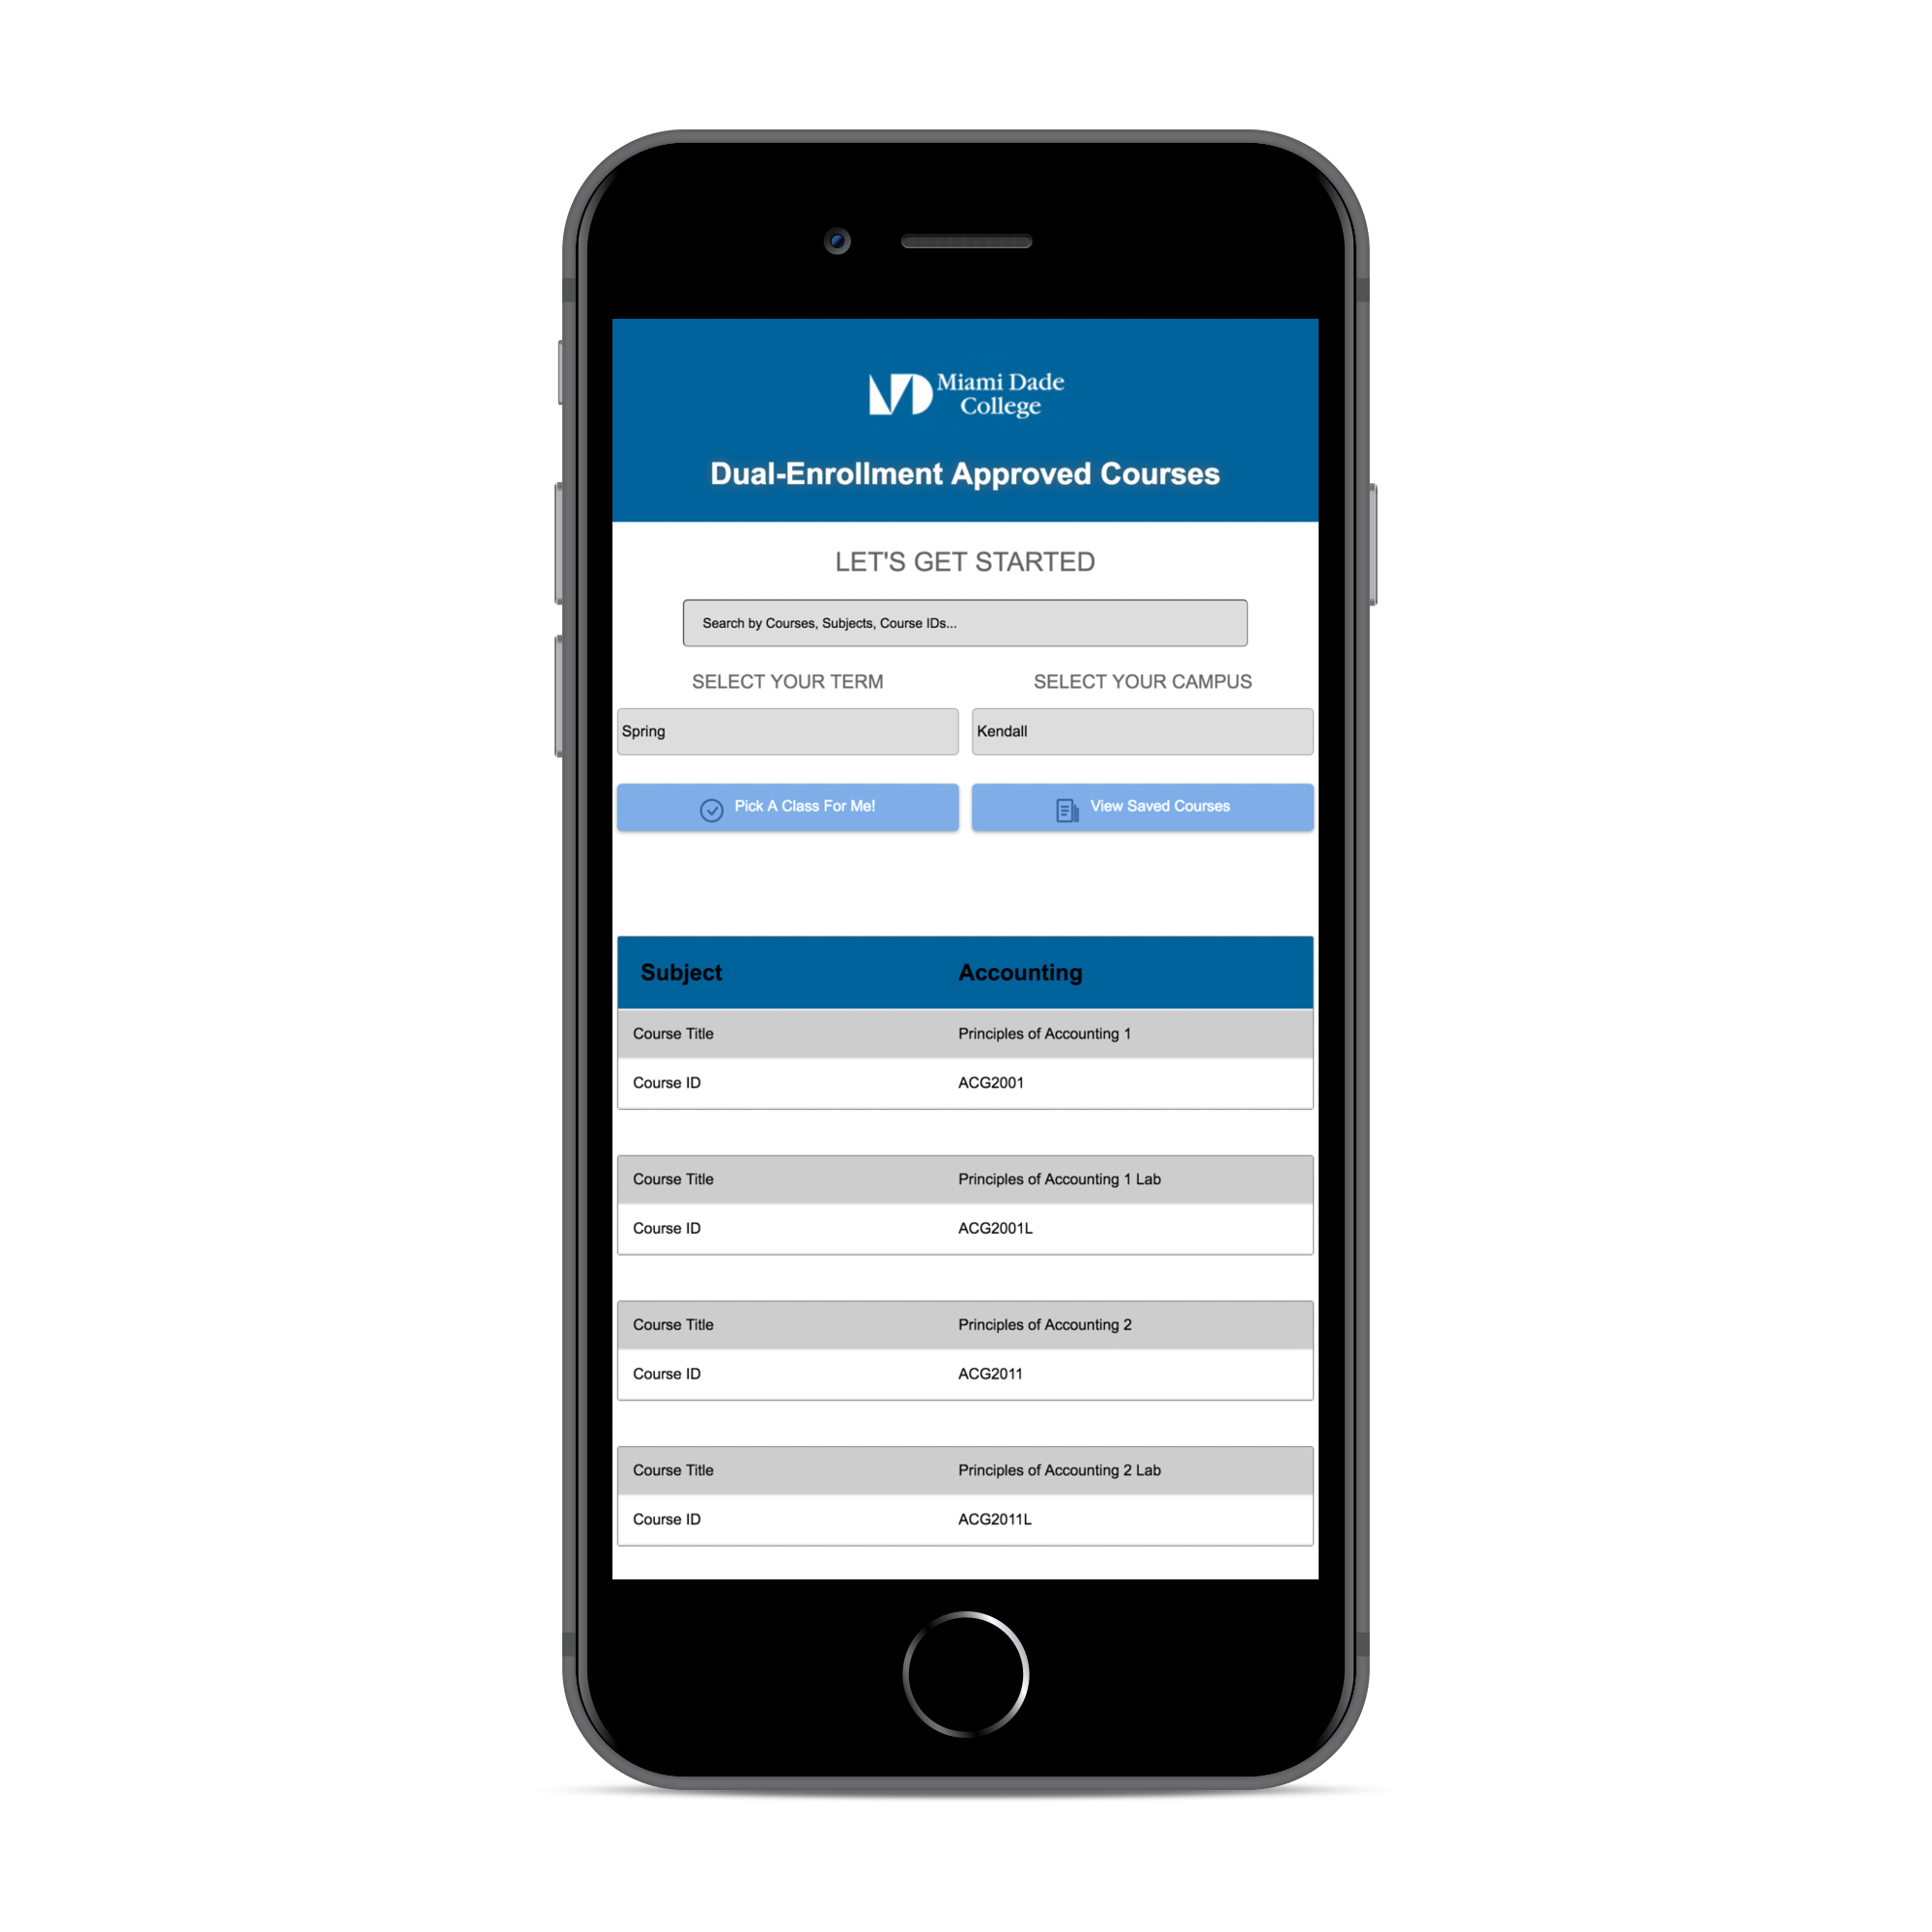 Miami Dade
College
Dual-Enrollment Approved Courses
LET'S GET STARTED
Search by Courses, Subjects, Course IDs...
SELECT YOUR TERM SELECT YOUR CAMPUS
Spring Kendall
Pick A Class For Me! View Saved Courses
Subject Accounting
Course Title Principles of Accounting 1
Course ID ACG2001
Course Title Principles of Accounting 1 Lab
Course ID ACG2001L
Course Title Principles of Accounting 2
Course ID ACG2011
Course Title Principles of Accounting 2 Lab
Course ID ACG2011L